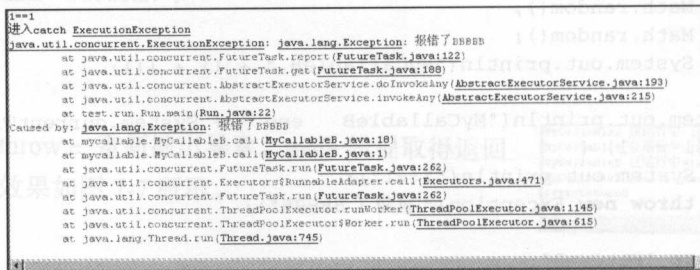 Math.random();
Math.random();
System.out.println(
1==1
进入catch ExecutionException
java.util.concurrent.ExecutionException: java.lang.Exception: 报错了BBBBB
at java.util.concurrent.FutureTask.report(FutureTask.java:122)
at java.util.concurrent.FutureTask.get(FutureTask.java:188)
at java.util.concurrent.AbstractExecutorService.doInvokeAny(AbstractExecutorService.java:193)
at java.util.concurrent.AbstractExecutorService.invokeAny(AbstractExecutorService.java:215)
at test.run.Run.main(Run.java:22)
Caused by: java.lang.Exception: 报错了BBBBB
at mycallable.MyCallableB.call(MyCallableB.java:18)
at mycallable.MyCallableB.call(MyCallableB.java:1)
at java.util.concurrent.FutureTask.run(FutureTask.java:262)
at java.util.concurrent.Executors$RunnableAdapter.call(Executors.java:471)
at java.util.concurrent.FutureTask.run(FutureTask.java:262)
at java.util.concurrent.ThreadPoolExecutor.runWorker(ThreadPoolExecutor.java:1145)
at java.util.concurrent.ThreadPoolExecutor$Worker.run(ThreadPoolExecutor.java:615)
at java.lang.Thread.run(Thread.java:745)